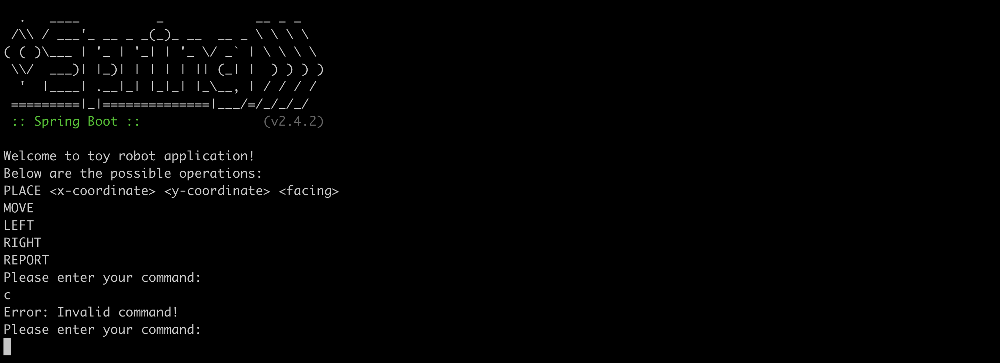 .   ____          _            __ _ _
 /\\ / ___'_ __ _ _(_)_ __  __ _ \ \ \ \
( ( )\___ | '_ | '_| | '_ \/ _` | \ \ \ \
 \\/  ___)| |_)| | | | | || (_| |  ) ) ) )
  '  |____| .__|_| |_|_| |_\__, | / / / /
 =========|_|==============|___/=/_/_/_/
 :: Spring Boot ::                (v2.4.2)
Welcome to toy robot application!
Below are the possible operations:
PLACE <x-coordinate> <y-coordinate> <facing>
MOVE
LEFT
RIGHT
REPORT
Please enter your command:
c
Error: Invalid command!
Please enter your command: